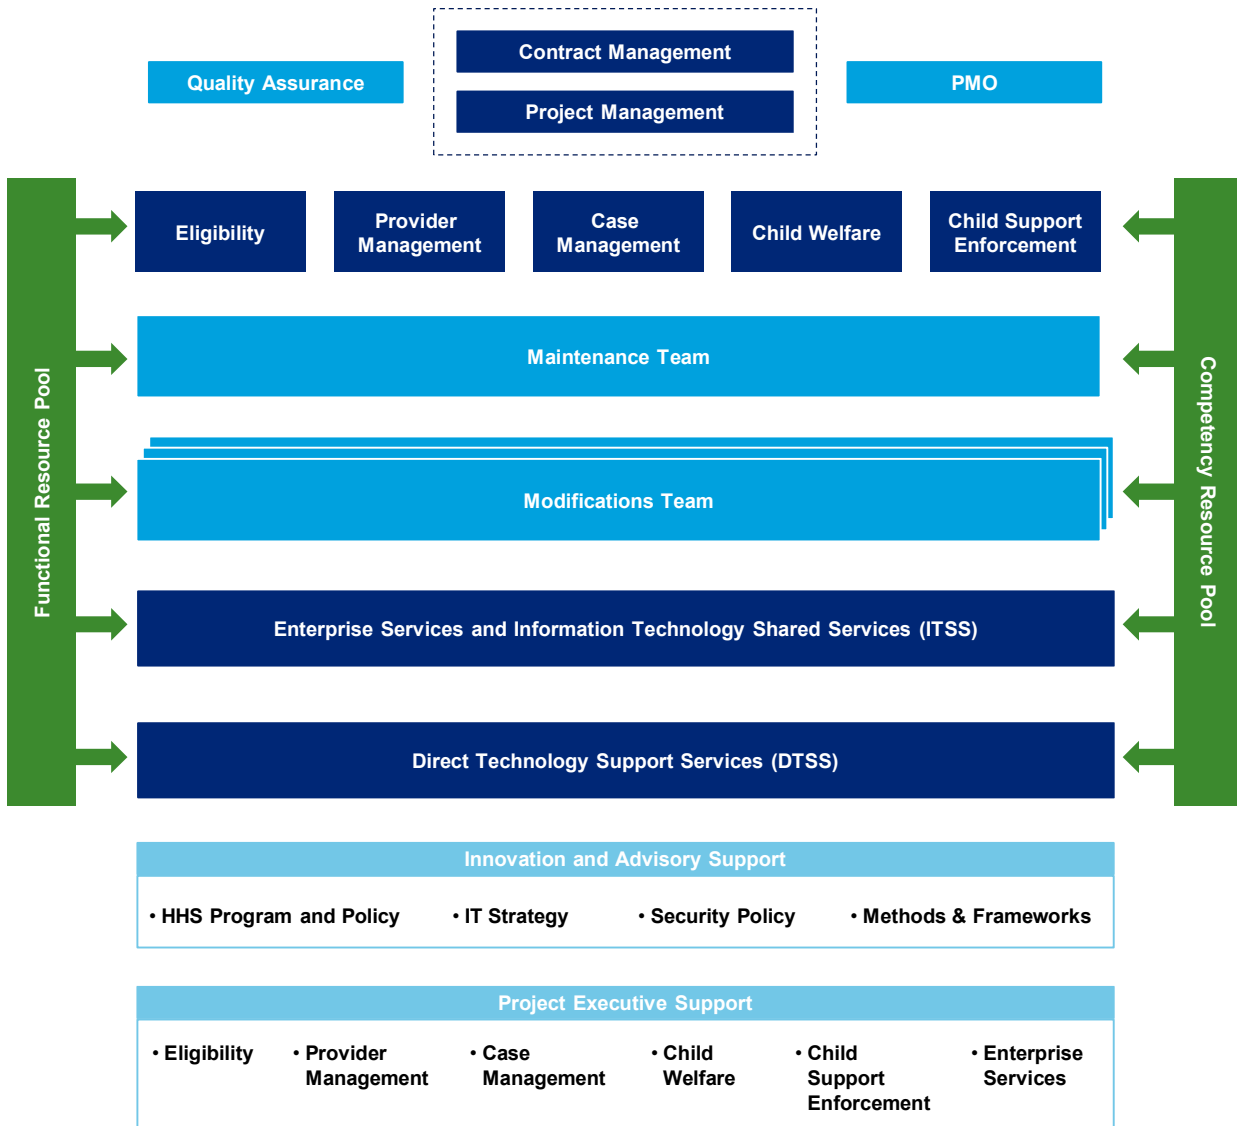 Contract Management
Quality Assurance
PMO
Project Management
Eligibility
Provider
Management
Case
Management
Child Welfare
Child Support
Enforcement
Functional Resource Pool
Competency Resource Pool
Maintenance Team
Modifications Team
Enterprise Services and Information Technology Shared Services (ITSS)
Direct Technology Support Services (DTSS)
Innovation and Advisory Support
• HHS Program and Policy
• IT Strategy
• Security Policy
• Methods & Frameworks
Project Executive Support
• Eligibility
• Provider
Management
• Case
Management
• Child
Welfare
• Child
Support
Enforcement
• Enterprise
Services